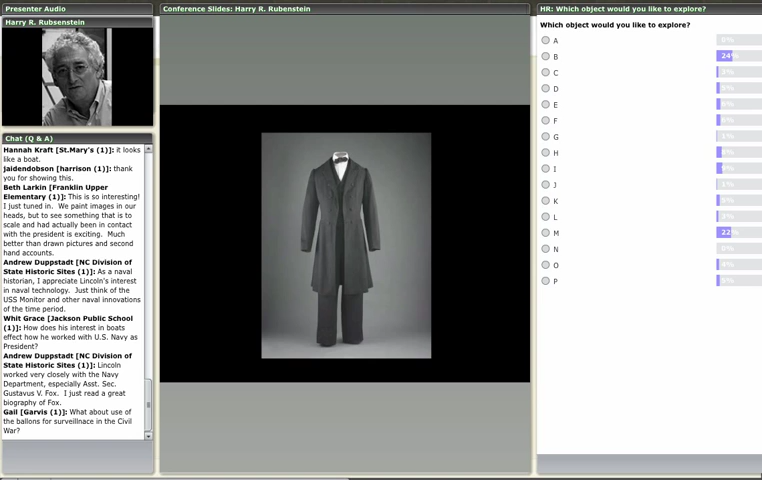 Presenter Audio
Harry R. Rubsenstein
Chat (Q & A)
Hannah Kraft [St.Mary's (1)]: it looks
like a boat.
jaidendobson [harrison (1)]: thank
you for showing this.
Beth Larkin [Franklin Upper
Elementary (1)]: This is so interesting!
I just tuned in. We paint images in our
heads, but to see something that is to
scale and had actually been in contact
with the president is exciting. Much
better than drawn pictures and second
hand accounts.
Andrew Duppstadt [NC Division of
State Historic Sites (1)]: As a naval
historian, I appreciate Lincoln's interest
in naval technology. Just think of the
USS Monitor and other naval innovations
of the time period.
Whit Grace [Jackson Public School
(1)]: How does his interest in boats
effect how he worked with U.S. Navy as
President?
Andrew Duppstadt [NC Division of
State Historic Sites (1)]: Lincoln
worked very closely with the Navy
Department, especially Asst. Sec.
Gustavus V. Fox. I just read a great
biography of Fox.
Gail [Garvis (1)]: What about use of
the ballons for surveillnace in the Civil
War?
Conference Slides: Harry R. Rubenstein
HR: Which object would you like to explore?
Which object would you like to explore?
A 0%
B 24%
C
D
E
F
G 1%
H
I
J 1%
K
L
M 22%
N 0%
O
P